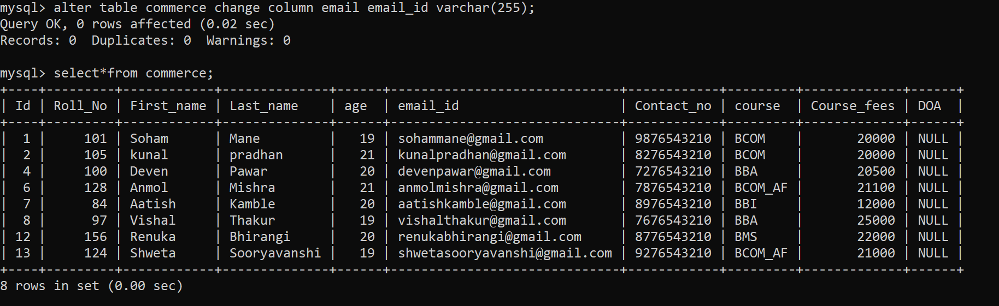 mysql> alter table commerce change column email email_id varchar(255);
Query OK, 0 rows affected (0.02 sec)
Records: 0  Duplicates: 0  Warnings: 0

mysql> select*from commerce;
+----+---------+------------+--------------+------+------------------------------+------------+---------+-------------+------+
| Id | Roll_No | First_name | Last_name    | age  | email_id                     | Contact_no | course  | Course_fees | DOA  |
+----+---------+------------+--------------+------+------------------------------+------------+---------+-------------+------+
|  1 |     101 | Soham      | Mane         |   19 | sohammane@gmail.com          | 9876543210 | BCOM    |       20000 | NULL |
|  2 |     105 | kunal      | pradhan      |   21 | kunalpradhan@gmail.com       | 8276543210 | BCOM    |       20000 | NULL |
|  4 |     100 | Deven      | Pawar        |   20 | devenpawar@gmail.com         | 7276543210 | BBA     |       20500 | NULL |
|  6 |     128 | Anmol      | Mishra       |   21 | anmolmishra@gmail.com        | 7876543210 | BCOM_AF |       21100 | NULL |
|  7 |      84 | Aatish     | Kamble       |   20 | aatishkamble@gmail.com       | 8976543210 | BBI     |       12000 | NULL |
|  8 |      97 | Vishal     | Thakur       |   19 | vishalthakur@gmail.com       | 7676543210 | BBA     |       25000 | NULL |
| 12 |     156 | Renuka     | Bhirangi     |   20 | renukabhirangi@gmail.com     | 8776543210 | BMS     |       22000 | NULL |
| 13 |     124 | Shweta     | Sooryavanshi |   19 | shwetasooryavanshi@gmail.com | 9276543210 | BCOM_AF |       21000 | NULL |
+----+---------+------------+--------------+------+------------------------------+------------+---------+-------------+------+
8 rows in set (0.00 sec)